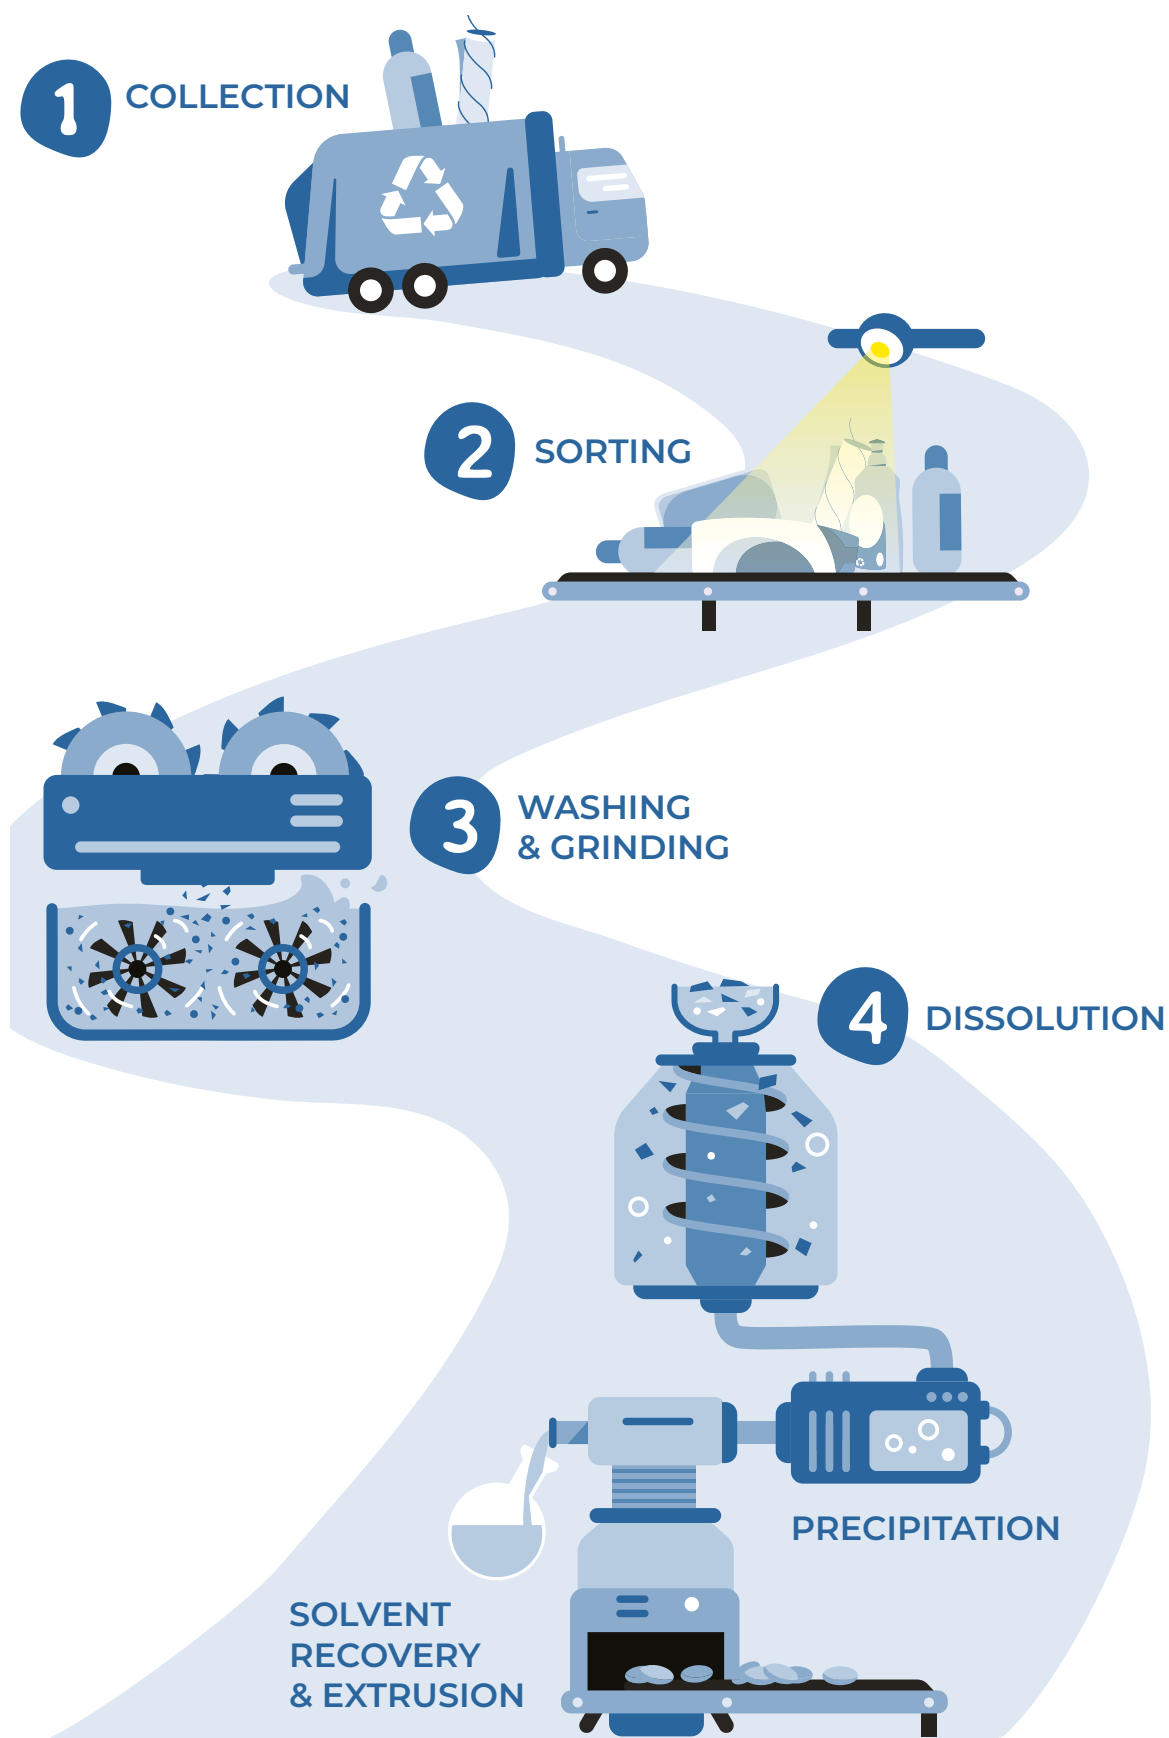 1
COLLECTION
2
SORTING
3
WASHING
& GRINDING
4
DISSOLUTION
PRECIPITATION
SOLVENT
RECOVERY
& EXTRUSION